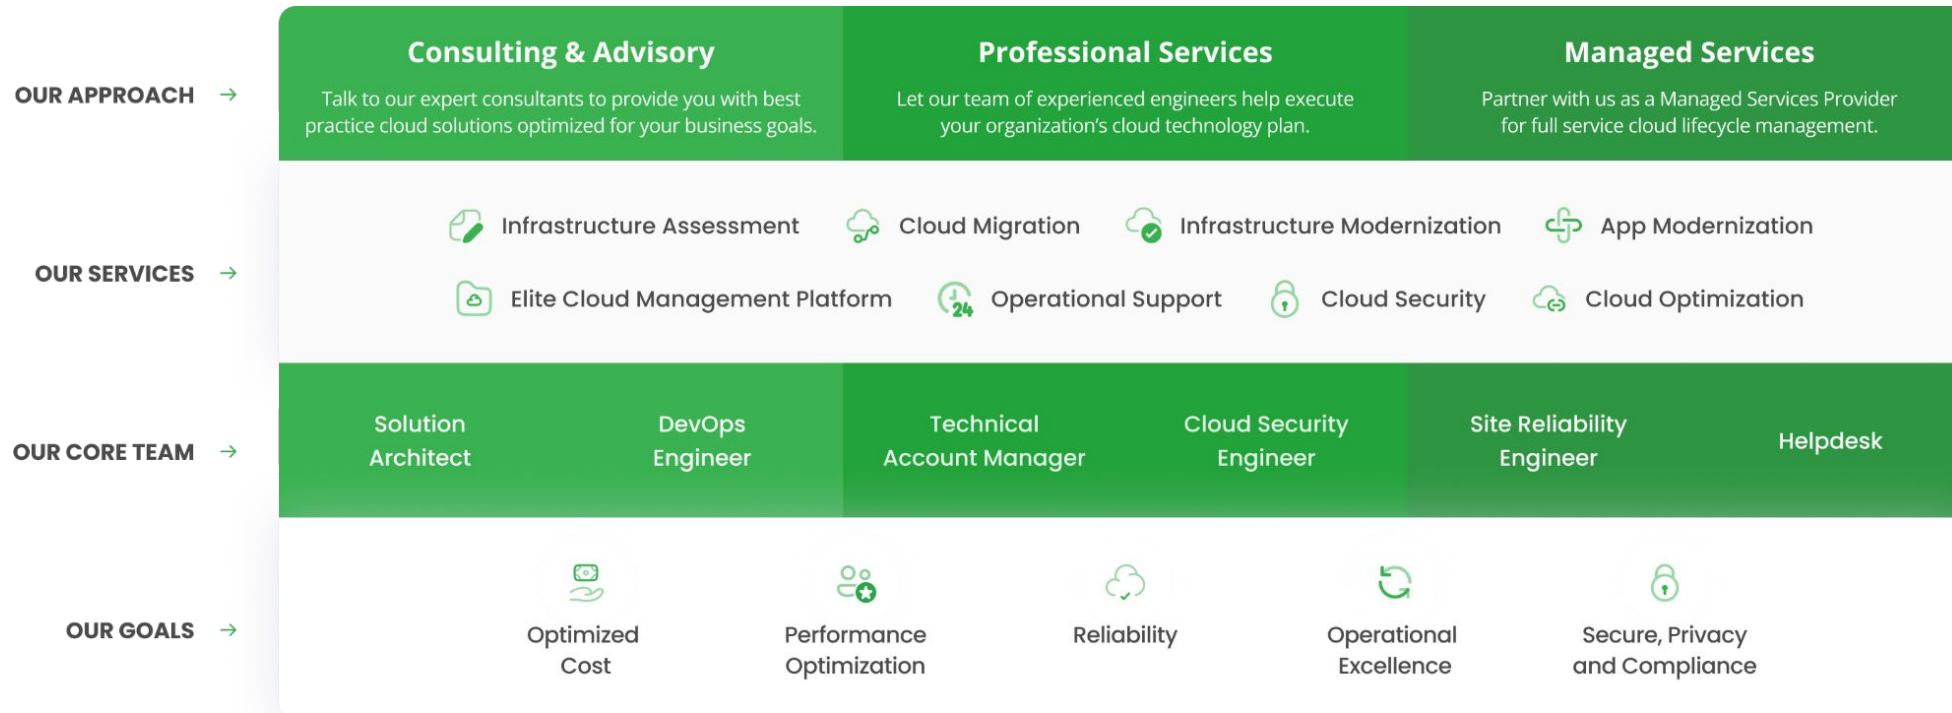 OUR APPROACH
Consulting & Advisory
Talk to our expert consultants to provide you with best
practice cloud solutions optimized for your business goals.
Professional Services
Let our team of experienced engineers help execute
your organization’s cloud technology plan.
Managed Services
Partner with us as a Managed Services Provider
for full service cloud lifecycle management.
OUR SERVICES
Infrastructure Assessment
Cloud Migration
Infrastructure Modernization
App Modernization
Elite Cloud Management Platform
24
Operational Support
Cloud Security
Cloud Optimization
OUR CORE TEAM
Solution
Architect
DevOps
Engineer
Technical
Account Manager
Cloud Security
Engineer
Site Reliability
Engineer
Helpdesk
OUR GOALS
Optimized
Cost
Performance
Optimization
Reliability
Operational
Excellence
Secure, Privacy
and Compliance